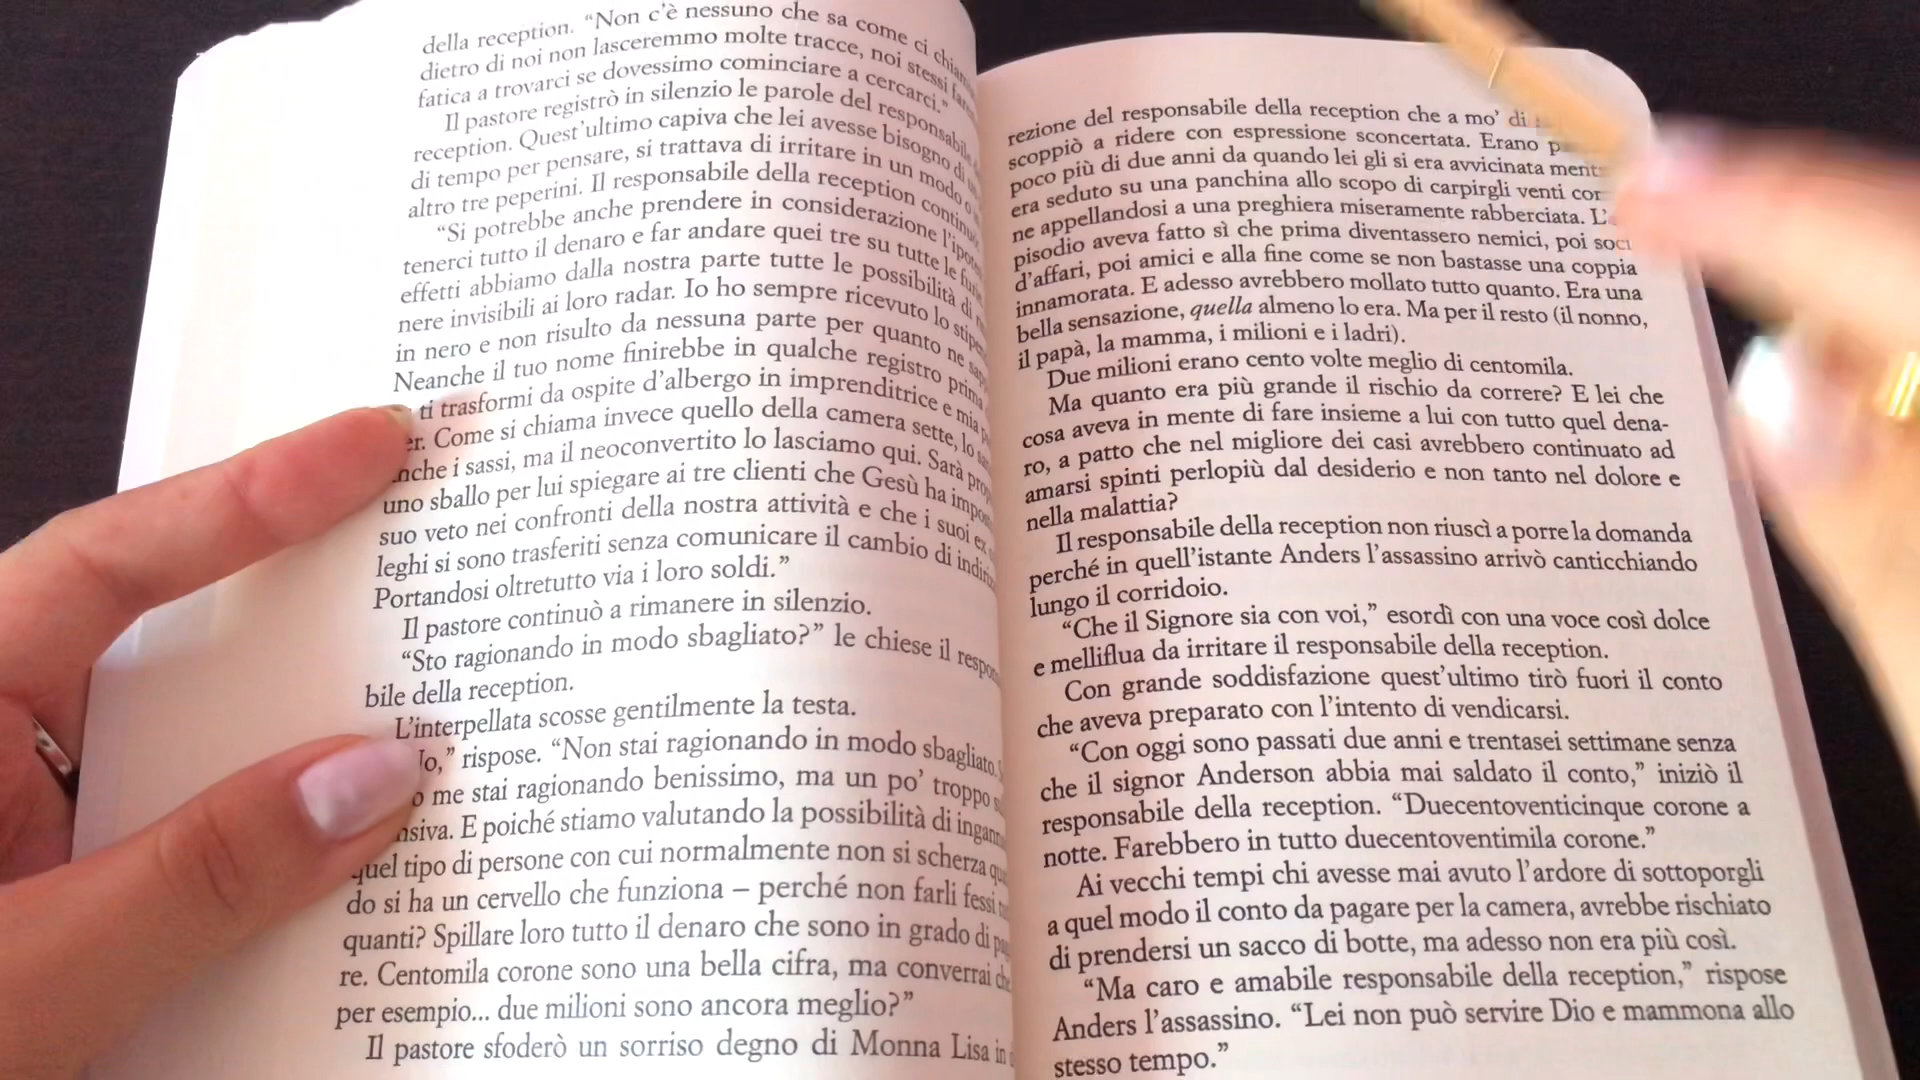 della reception. “Non c’è nessuno che sa come ci
dietro di noi non lasceremmo molte tracce, noi stessi
fatica a trovarci se dovessimo cominciare a cercarci.”
Il pastore registrò in silenzio le parole del
reception. Quest’ultimo capiva che lei avesse bisogno di
di tempo per pensare, si trattava di irritare in un modo o
altro tre peperini. Il responsabile della reception
“Si potrebbe anche prendere in considerazione
tenerci tutto il denaro e far andare quei tre su tutte le
effetti abbiamo dalla nostra parte tutte le possibilità di
nere invisibili ai loro radar. Io ho sempre ricevuto lo
in nero e non risulto da nessuna parte per quanto ne
Neanche il tuo nome finirebbe in qualche registro prima
ti trasformi da ospite d’albergo in imprenditrice e mia
Come si chiama invece quello della camera sette, lo
i sassi, ma il neoconvertito lo lasciamo qui. Sarà
uno sballo per lui spiegare ai tre clienti che Gesù ha
suo veto nei confronti della nostra attività e che i suoi ex
leghi si sono trasferiti senza comunicare il cambio di
Portandosi oltretutto via i loro soldi.”
Il pastore continuò a rimanere in silenzio.
“Sto ragionando in modo sbagliato?” le chiese il
bile della reception.
L’interpellata scosse gentilmente la testa.
rispose. “Non stai ragionando in modo sbagliato.
me stai ragionando benissimo, ma un po’ troppo
E poiché stiamo valutando la possibilità di
quel tipo di persone con cui normalmente non si scherza
do si ha un cervello che funziona – perché non farli fessi
quanti? Spillare loro tutto il denaro che sono in grado di
re. Centomila corone sono una bella cifra, ma converrai
per esempio... due milioni sono ancora meglio?”
Il pastore sfoderò un sorriso degno di Monna Lisa in
rezione del responsabile della reception che a mo’ di
scoppiò a ridere con espressione sconcertata. Erano
poco più di due anni da quando lei gli si era avvicinata
era seduto su una panchina allo scopo di carpirgli venti
ne appellandosi a una preghiera miseramente rabberciata.
pisodio aveva fatto sì che prima diventassero nemici, poi
d’affari, poi amici e alla fine come se non bastasse una coppia
innamorata. E adesso avrebbero mollato tutto quanto. Era una
bella sensazione, quella almeno lo era. Ma per il resto (il nonno,
il papà, la mamma, i milioni e i ladri).
Due milioni erano cento volte meglio di centomila.
Ma quanto era più grande il rischio da correre? E lei che
cosa aveva in mente di fare insieme a lui con tutto quel dena-
ro, a patto che nel migliore dei casi avrebbero continuato ad
amarsi spinti perlopiù dal desiderio e non tanto nel dolore e
nella malattia?
Il responsabile della reception non riuscì a porre la domanda
perché in quell’istante Anders l’assassino arrivò canticchiando
lungo il corridoio.
“Che il Signore sia con voi,” esordì con una voce così dolce
e melliflua da irritare il responsabile della reception.
Con grande soddisfazione quest’ultimo tirò fuori il conto
che aveva preparato con l’intento di vendicarsi.
“Con oggi sono passati due anni e trentasei settimane senza
che il signor Anderson abbia mai saldato il conto,” iniziò il
responsabile della reception. “Duecentoventicinque corone a
notte. Farebbero in tutto duecentoventimila corone.”
Ai vecchi tempi chi avesse mai avuto l’ardore di sottoporgli
a quel modo il conto da pagare per la camera, avrebbe rischiato
di prendersi un sacco di botte, ma adesso non era più così.
“Ma caro e amabile responsabile della reception,” rispose
Anders l’assassino. “Lei non può servire Dio e mammona allo
stesso tempo.”